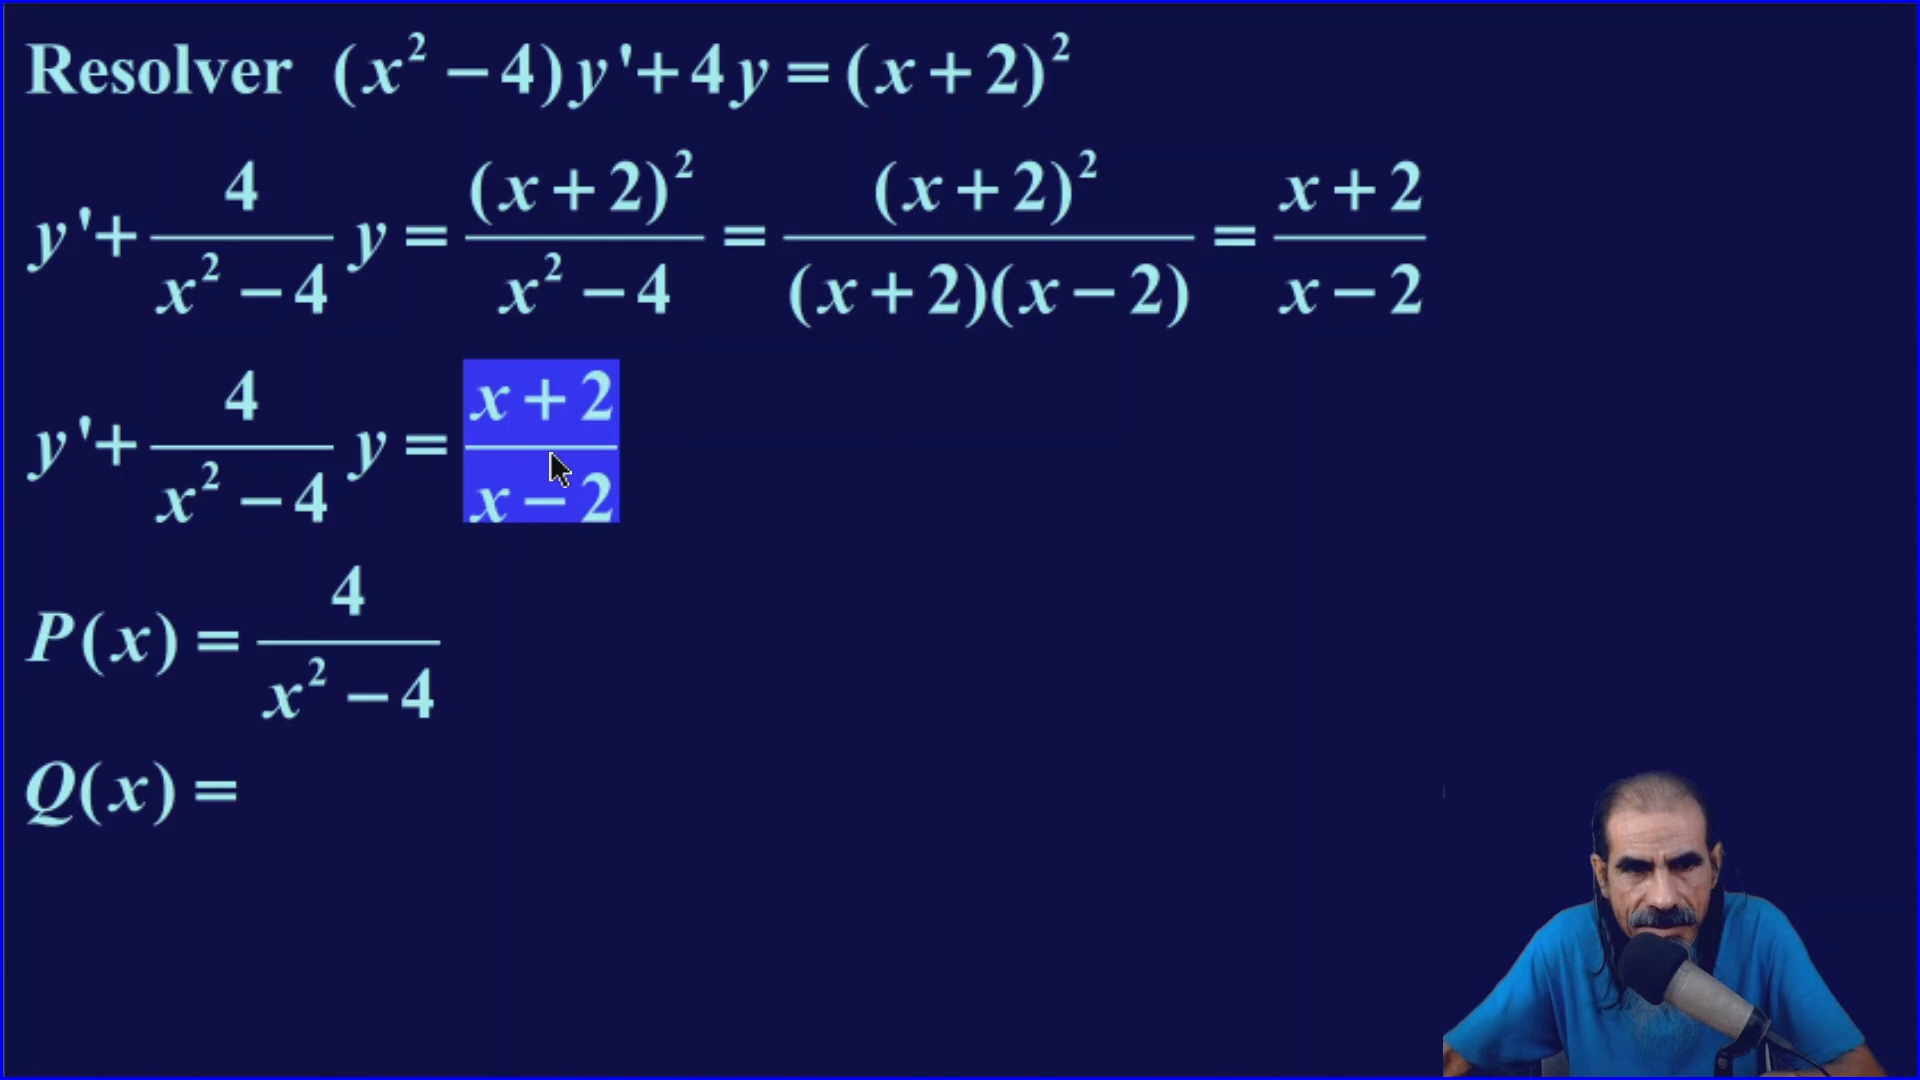 Resolver (x² − 4) y' + 4y = (x + 2)²
y' + 4/(x² − 4) y = (x + 2)²/(x² − 4) = (x + 2)²/((x + 2)(x − 2)) = (x + 2)/(x − 2)
y' + 4/(x² − 4) y = (x + 2)/(x − 2)
P(x) = 4/(x² − 4)
Q(x) =